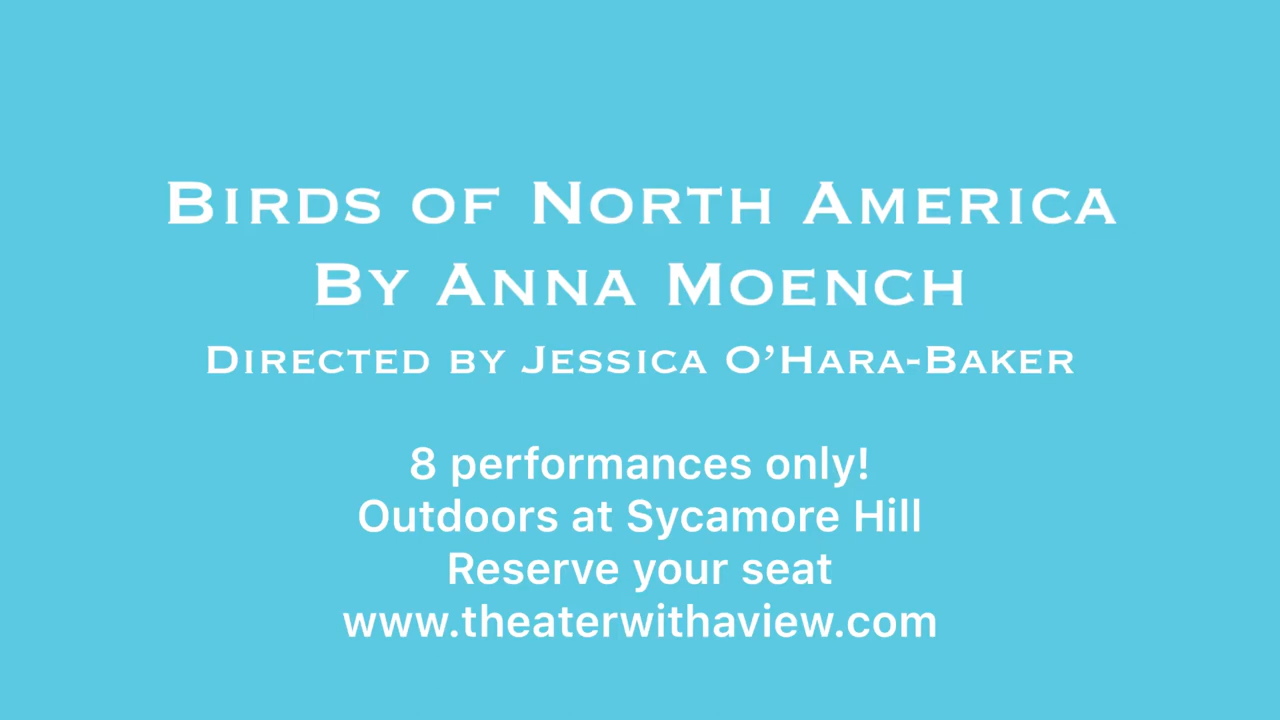 Birds of North America
By Anna Moench
Directed by Jessica O’Hara-Baker
8 performances only!
Outdoors at Sycamore Hill
Reserve your seat
www.theaterwithaview.com